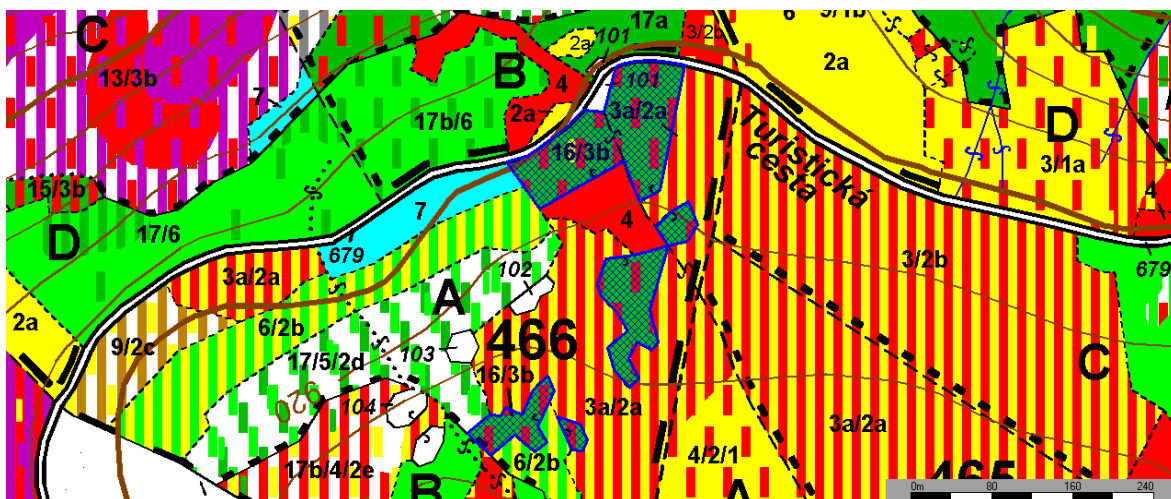 C
13/3b
7
15/3b
D
17/6
2a
9/2c
3a/2a
679
7
6/2b
17/5/2d
A
102
103
104
920
17b/4/2e
B
17b/6
B
4
2a
2a
101
17a
3/2b
101
3a/2a
16/3b
4
466
16/3b
3a/2a
6/2b
6
9/1b
2a
Turistická
cesta
D
3/1a
4
679
3/2b
C
3a/2a
4/2/1
A
465
0m 80 160 240